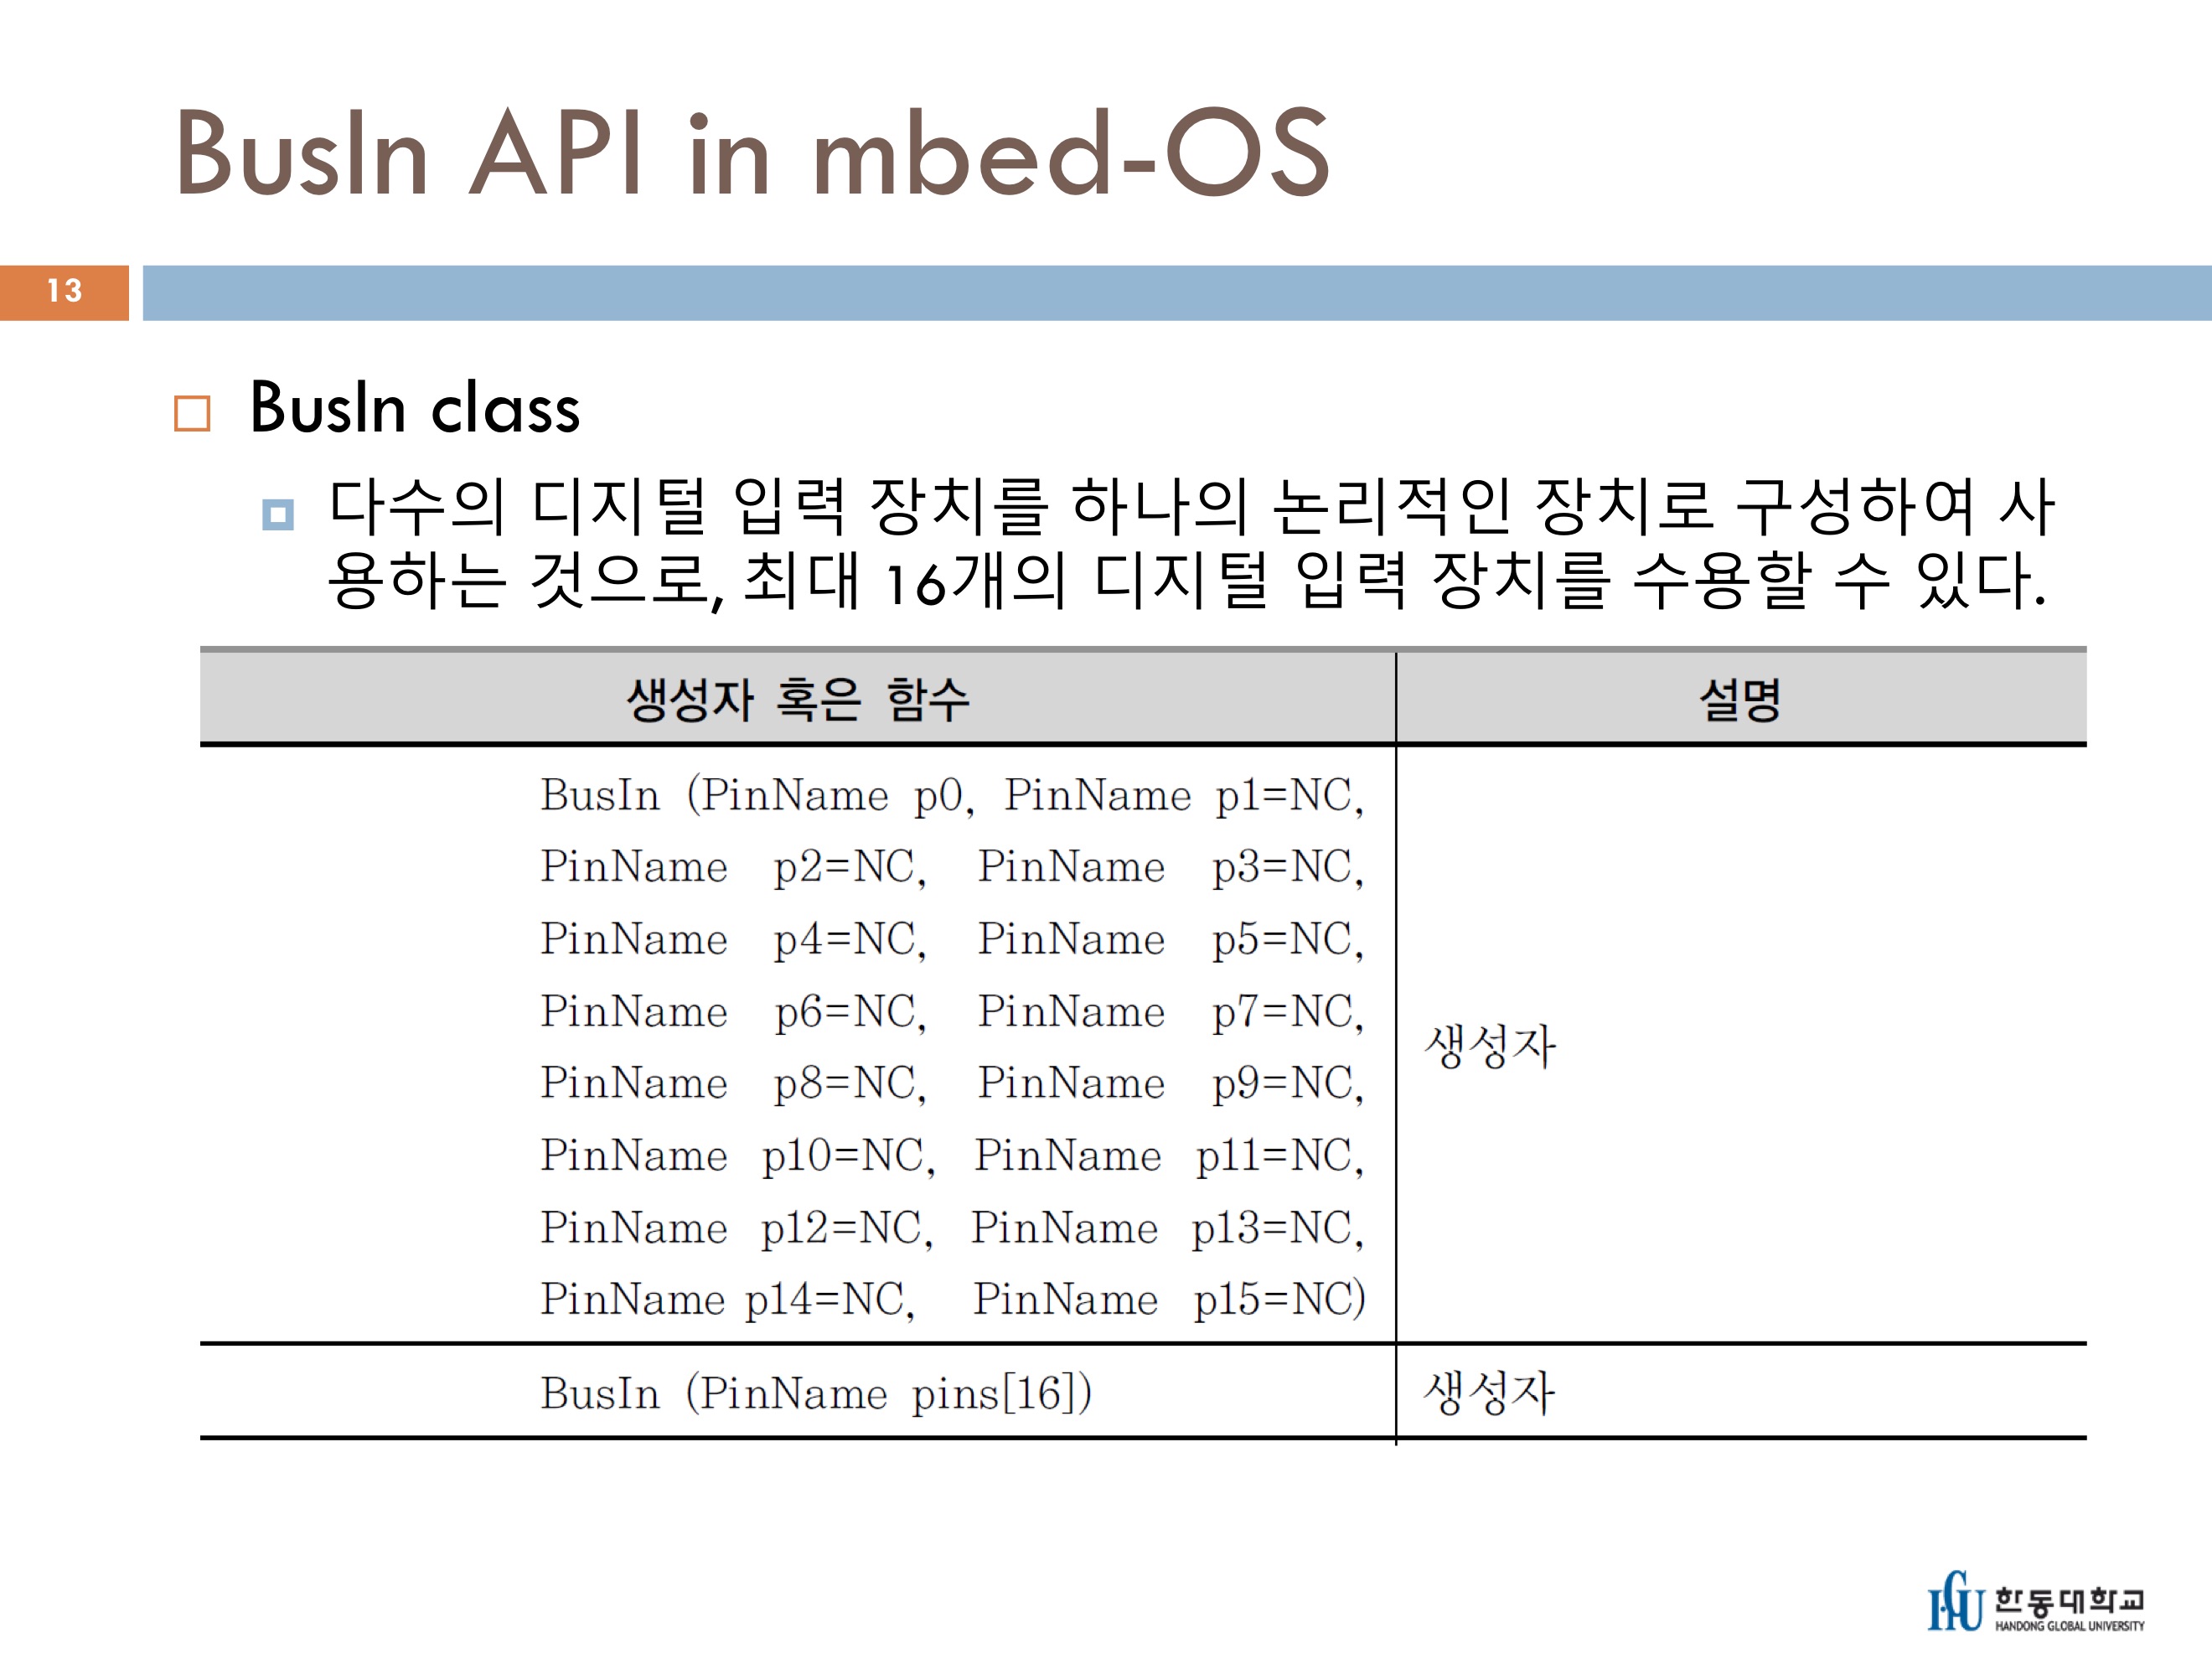 BusIn API in mbed-OS
13
BusIn class
다수의 디지털 입력 장치를 하나의 논리적인 장치로 구성하여 사
용하는 것으로, 최대 16개의 디지털 입력 장치를 수용할 수 있다.
생성자 혹은 함수 설명
BusIn (PinName p0, PinName p1=NC,
PinName p2=NC, PinName p3=NC,
PinName p4=NC, PinName p5=NC,
PinName p6=NC, PinName p7=NC,
PinName p8=NC, PinName p9=NC,
PinName p10=NC, PinName p11=NC,
PinName p12=NC, PinName p13=NC,
PinName p14=NC, PinName p15=NC)
생성자
BusIn (PinName pins[16]) 생성자
HGU 한동대학교
HANDONG GLOBAL UNIVERSITY